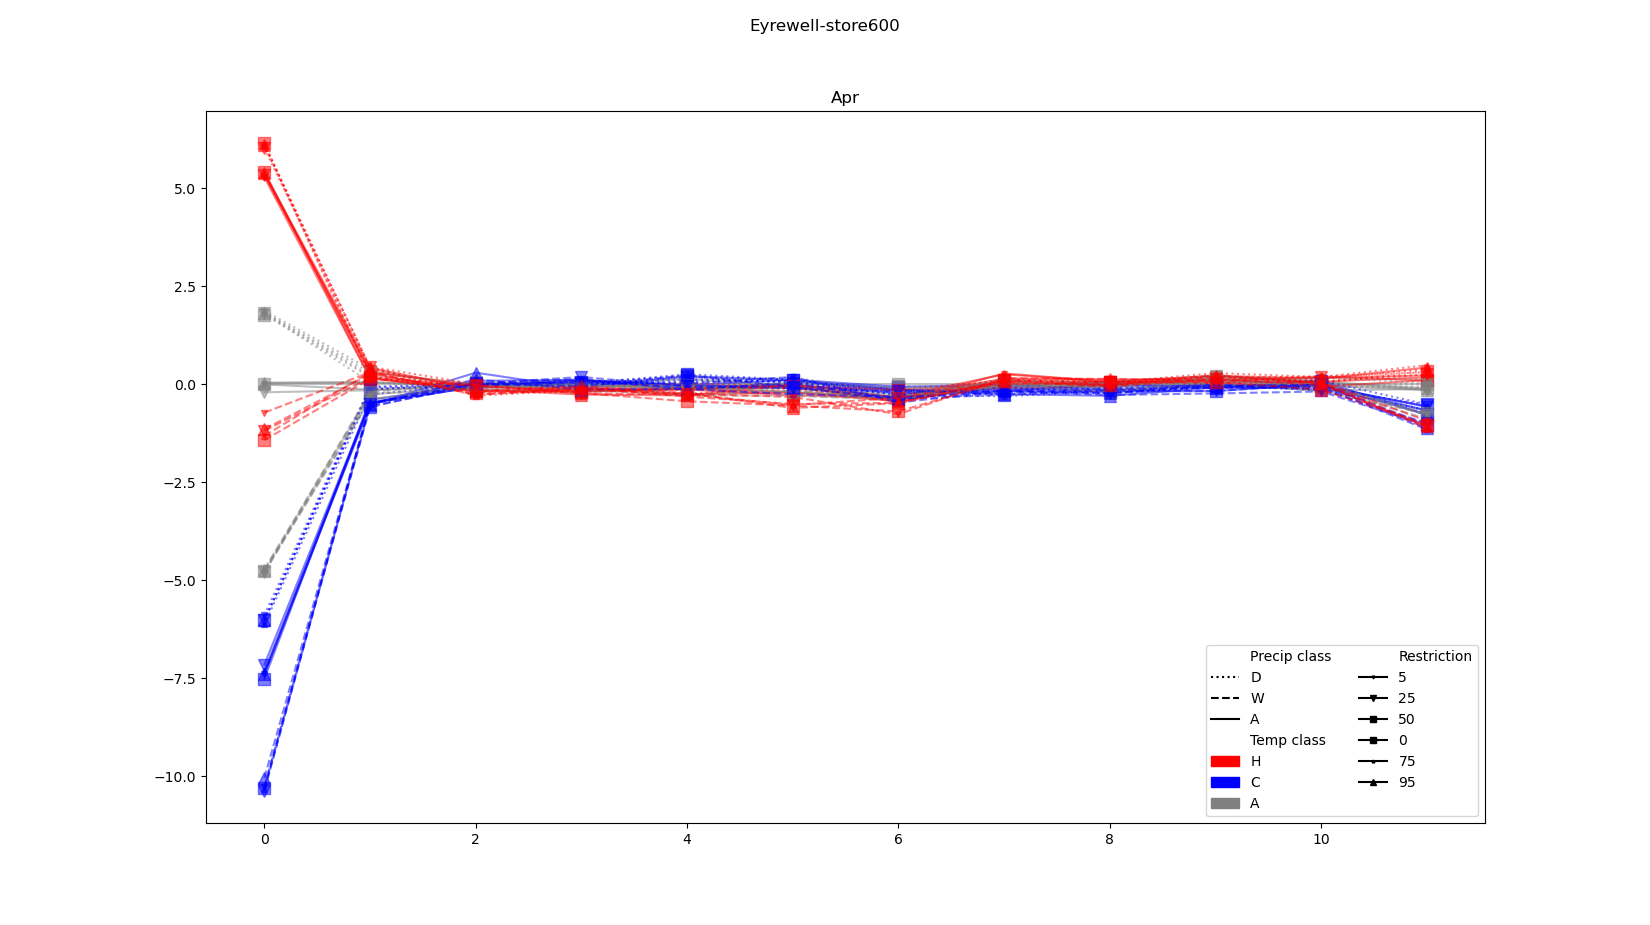 Eyrewell-store600
Apr
5.0
2.5
0.0
−2.5
−5.0
−7.5
−10.0
0 2 4 6 8 10
Precip class
D
W
A
Temp class
H
C
A
Restriction
5
25
50
0
75
95